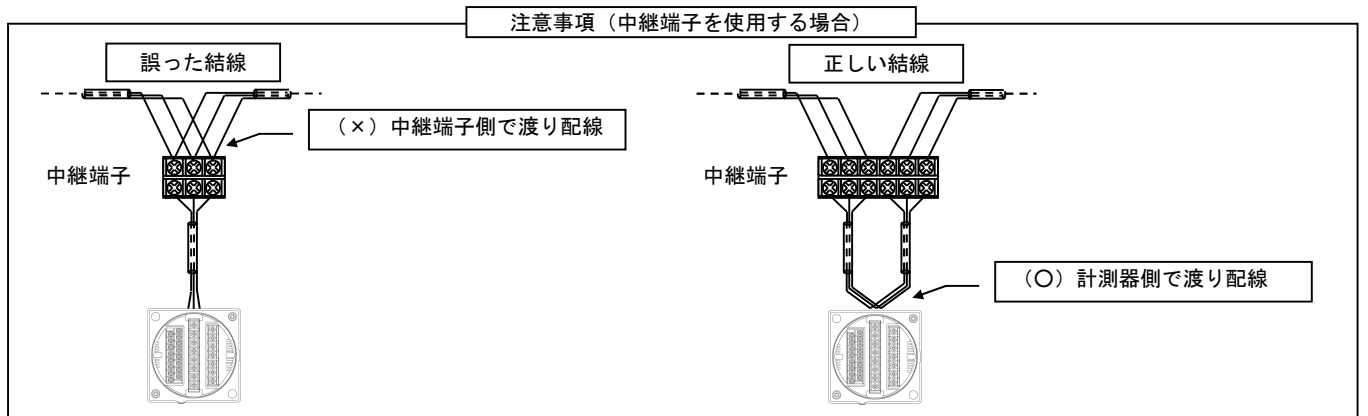 注意事項（中継端子を使用する場合）
誤った結線
（×）中継端子側で渡り配線
中継端子
正しい結線
中継端子
（○）計測器側で渡り配線